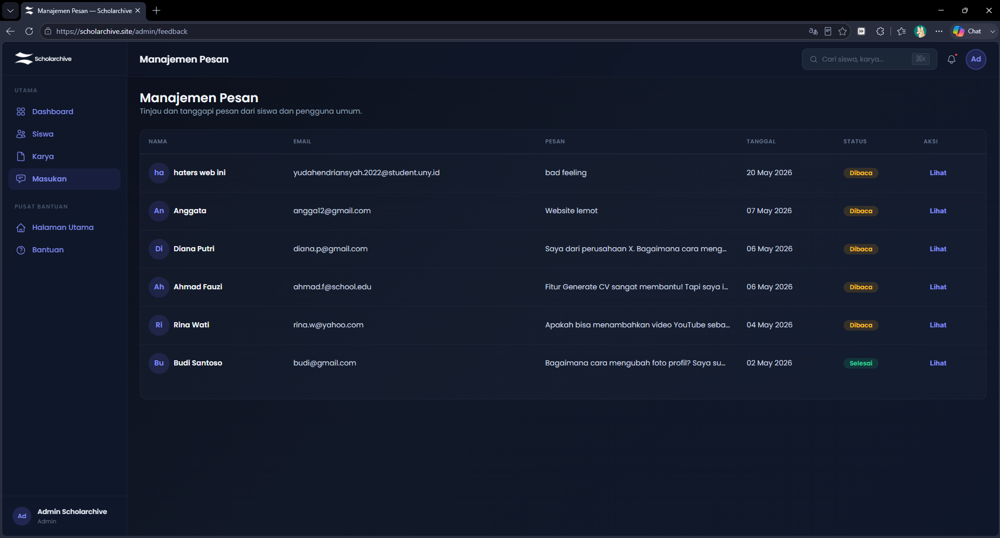 Manajemen Pesan — Scholarchive
https://scholarchive.site/admin/feedback
Chat
Scholarchive
Manajemen Pesan
Cari siswa, karya...
⌘K
Ad
UTAMA
Dashboard
Siswa
Karya
Masukan
PUSAT BANTUAN
Halaman Utama
Bantuan
Manajemen Pesan
Tinjau dan tanggapi pesan dari siswa dan pengguna umum.
NAMA EMAIL PESAN TANGGAL STATUS AKSI
ha haters web ini yudahendriansyah.2022@student.uny.id bad feeling 20 May 2026 Dibaca Lihat
An Anggata angga12@gmail.com Website lemot 07 May 2026 Dibaca Lihat
Di Diana Putri diana.p@gmail.com Saya dari perusahaan X. Bagaimana cara meng... 06 May 2026 Dibaca Lihat
Ah Ahmad Fauzi ahmad.f@school.edu Fitur Generate CV sangat membantu! Tapi saya i... 06 May 2026 Dibaca Lihat
Ri Rina Wati rina.w@yahoo.com Apakah bisa menambahkan video YouTube seba... 04 May 2026 Dibaca Lihat
Bu Budi Santoso budi@gmail.com Bagaimana cara mengubah foto profil? Saya su... 02 May 2026 Selesai Lihat
Ad
Admin Scholarchive
Admin